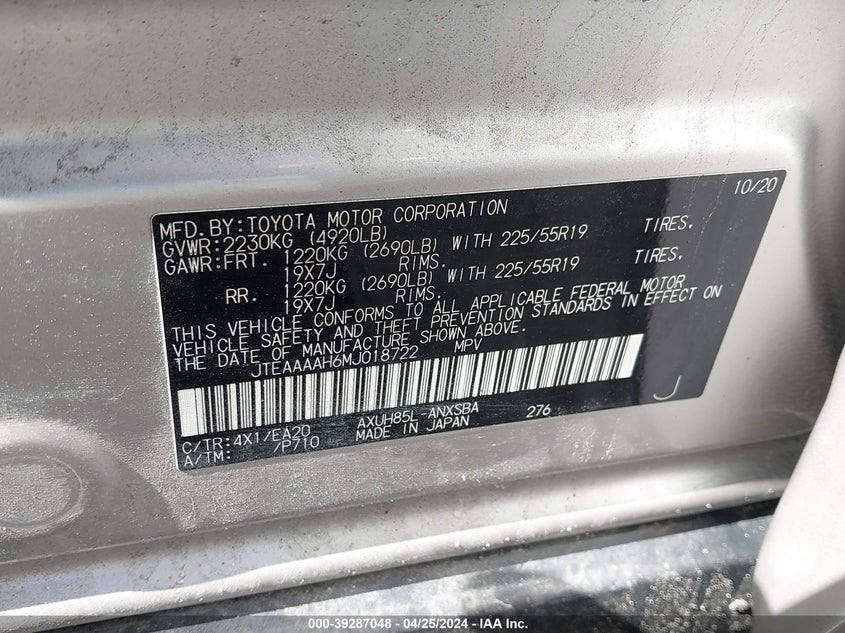 10/20
MFD. BY:TOYOTA MOTOR CORPORATION
GVWR:2230KG (4920LB)
GAWR:FRT. 1220KG (2690LB) WITH 225/55R19 TIRES,
19X7J RIMS.
RR. 1220KG (2690LB) WITH 225/55R19 TIRES,
19X7J RIMS.
THIS VEHICLE CONFORMS TO ALL APPLICABLE FEDERAL MOTOR
VEHICLE SAFETY AND THEFT PREVENTION STANDARDS IN EFFECT ON
THE DATE OF MANUFACTURE SHOWN ABOVE.
JTEAAAAH6MJ018722 MPV
J
C/TR:4X1/EA20 AXUH85L-ANXSBA 276
A/TM: /P710 MADE IN JAPAN
000-39287048 - 04/25/2024 - IAA Inc.